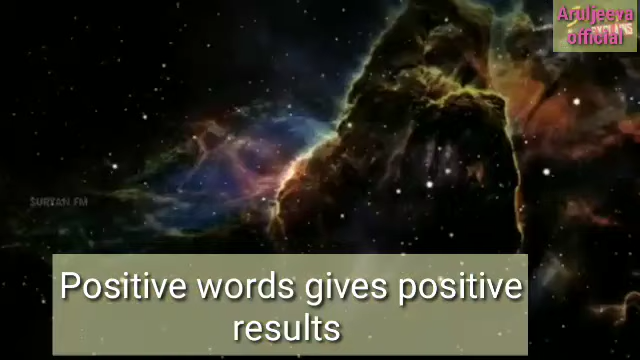 Aruljeeva
official
SURYAN FM
Positive words gives positive
results